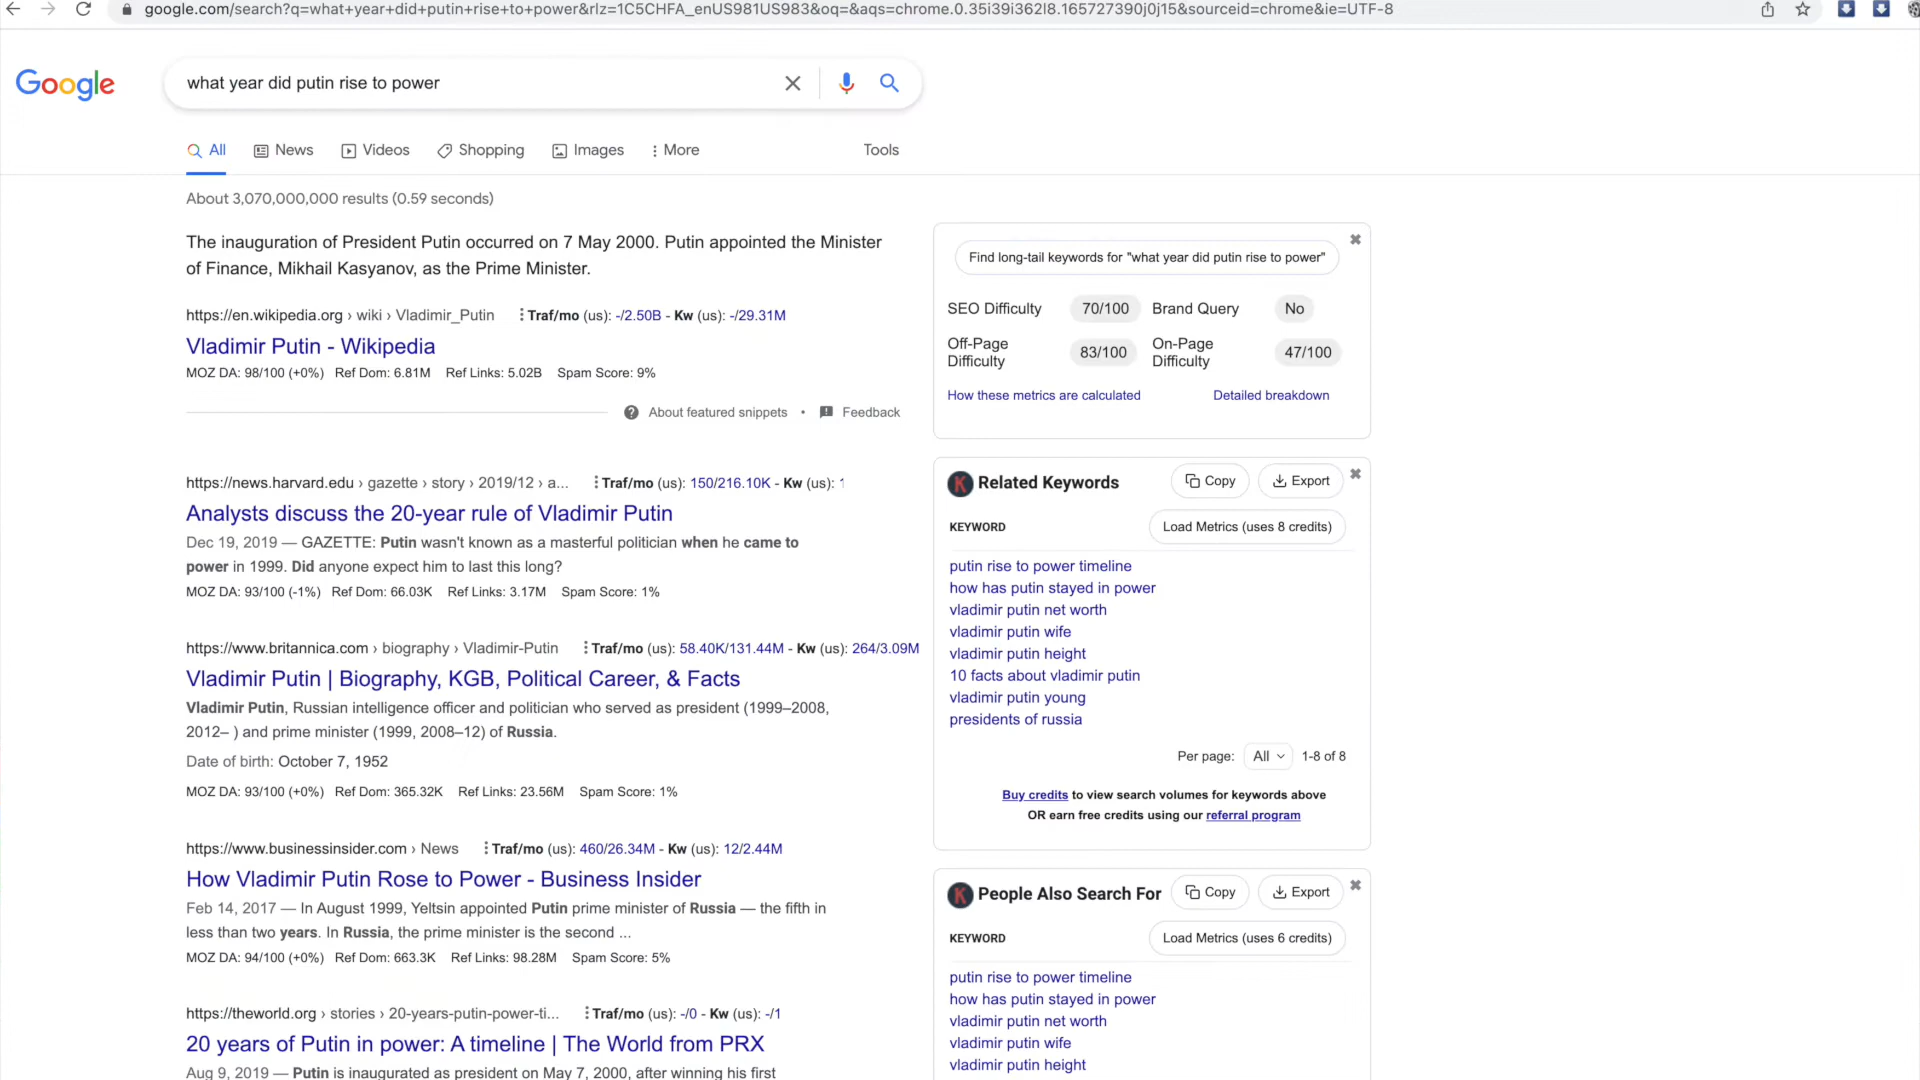 google.com/search?q=what+year+did+putin+rise+to+power&rlz=1C5CHFA_enUS981US983&oq=&aqs=chrome.0.35i39i362l8.165727390j0j15&sourceid=chrome&ie=UTF-8
Google
what year did putin rise to power
All
News
Videos
Shopping
Images
More
Tools
About 3,070,000,000 results (0.59 seconds)
The inauguration of President Putin occurred on 7 May 2000. Putin appointed the Minister
of Finance, Mikhail Kasyanov, as the Prime Minister.
https://en.wikipedia.org › wiki › Vladimir_Putin
Traf/mo (us): -/2.50B - Kw (us): -/29.31M
Vladimir Putin - Wikipedia
MOZ DA: 98/100 (+0%) Ref Dom: 6.81M Ref Links: 5.02B Spam Score: 9%
About featured snippets • Feedback
https://news.harvard.edu › gazette › story › 2019/12 › a...
Traf/mo (us): 150/216.10K - Kw (us):
Analysts discuss the 20-year rule of Vladimir Putin
Dec 19, 2019 — GAZETTE: Putin wasn't known as a masterful politician when he came to
power in 1999. Did anyone expect him to last this long?
MOZ DA: 93/100 (-1%) Ref Dom: 66.03K Ref Links: 3.17M Spam Score: 1%
https://www.britannica.com › biography › Vladimir-Putin
Traf/mo (us): 58.40K/131.44M - Kw (us): 264/3.09M
Vladimir Putin | Biography, KGB, Political Career, & Facts
Vladimir Putin, Russian intelligence officer and politician who served as president (1999–2008,
2012– ) and prime minister (1999, 2008–12) of Russia.
Date of birth: October 7, 1952
MOZ DA: 93/100 (+0%) Ref Dom: 365.32K Ref Links: 23.56M Spam Score: 1%
https://www.businessinsider.com › News
Traf/mo (us): 460/26.34M - Kw (us): 12/2.44M
How Vladimir Putin Rose to Power - Business Insider
Feb 14, 2017 — In August 1999, Yeltsin appointed Putin prime minister of Russia — the fifth in
less than two years. In Russia, the prime minister is the second ...
MOZ DA: 94/100 (+0%) Ref Dom: 663.3K Ref Links: 98.28M Spam Score: 5%
https://theworld.org › stories › 20-years-putin-power-ti...
Traf/mo (us): -/0 - Kw (us): -/1
20 years of Putin in power: A timeline | The World from PRX
Aug 9, 2019 — Putin is inaugurated as president on May 7, 2000, after winning his first
Find long-tail keywords for "what year did putin rise to power"
SEO Difficulty 70/100 Brand Query No
Off-Page Difficulty 83/100 On-Page Difficulty 47/100
How these metrics are calculated
Detailed breakdown
K Related Keywords
Copy
Export
KEYWORD
Load Metrics (uses 8 credits)
putin rise to power timeline
how has putin stayed in power
vladimir putin net worth
vladimir putin wife
vladimir putin height
10 facts about vladimir putin
vladimir putin young
presidents of russia
Per page: All 1-8 of 8
Buy credits to view search volumes for keywords above
OR earn free credits using our referral program
K People Also Search For
Copy
Export
KEYWORD
Load Metrics (uses 6 credits)
putin rise to power timeline
how has putin stayed in power
vladimir putin net worth
vladimir putin wife
vladimir putin height